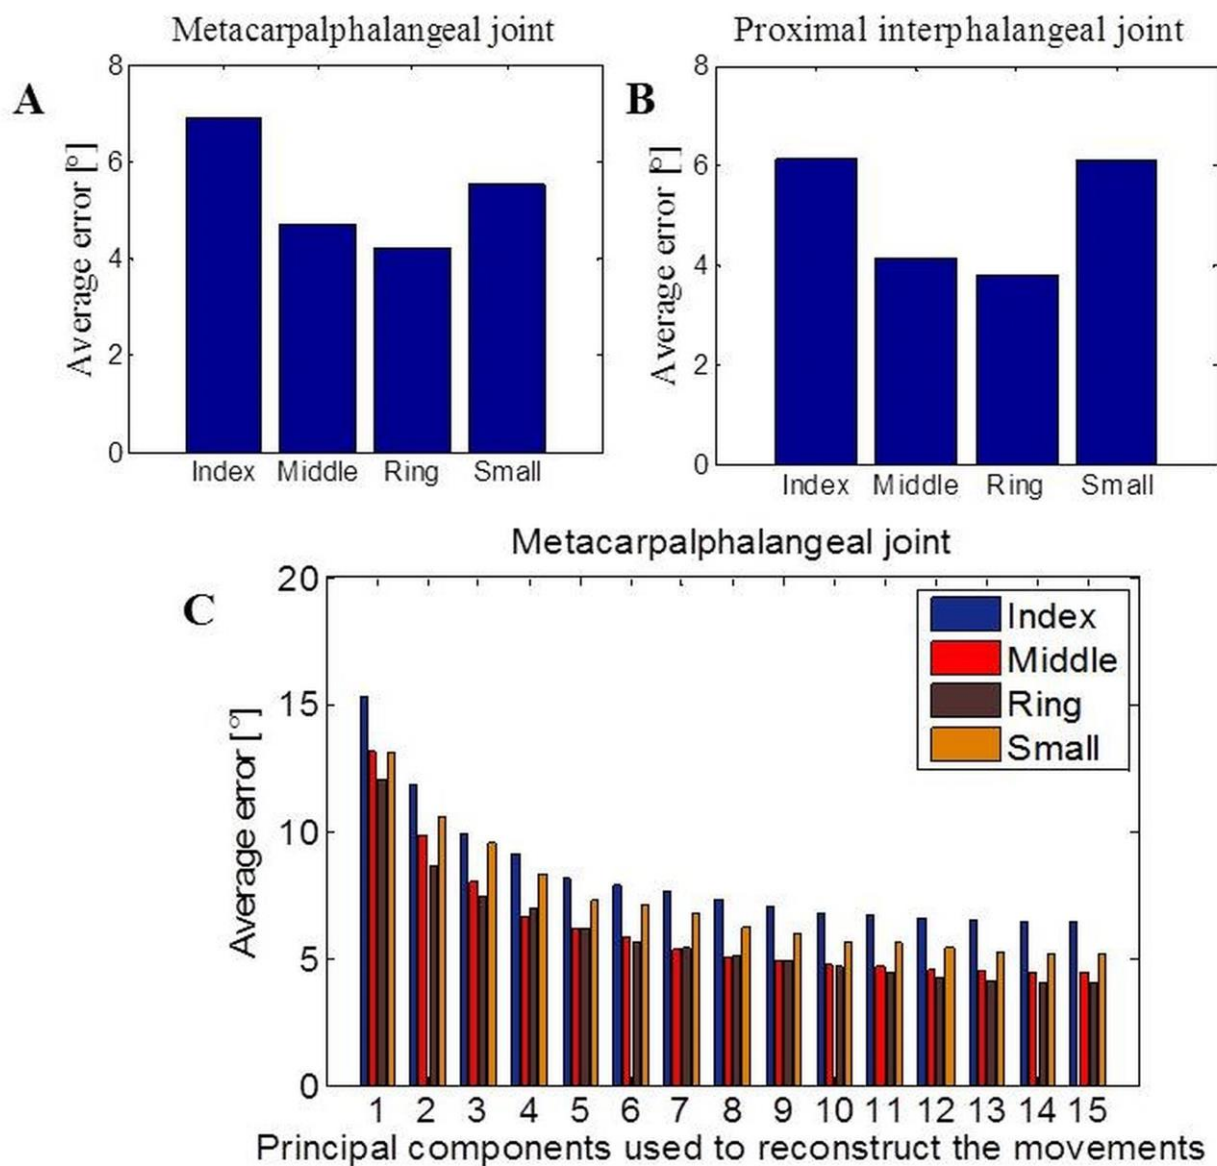 Metacarpalphalangeal joint
A
Average error [°]
8
6
4
2
0
Index Middle Ring Small
Proximal interphalangeal joint
B
Average error [°]
8
6
4
2
0
Index Middle Ring Small
Metacarpalphalangeal joint
C
Average error [°]
20
15
10
5
0
Index
Middle
Ring
Small
1 2 3 4 5 6 7 8 9 10 11 12 13 14 15
Principal components used to reconstruct the movements